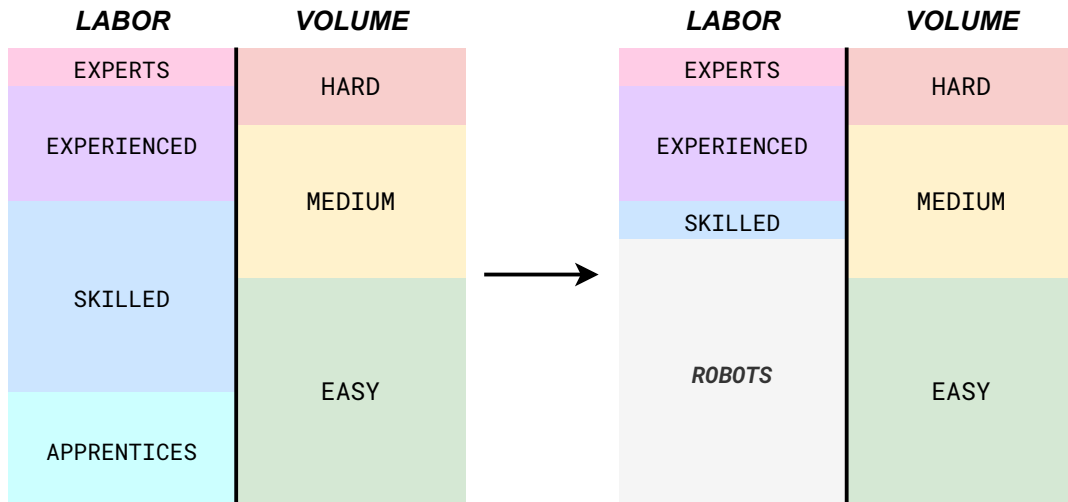 LABOR VOLUME
EXPERTS
HARD
EXPERIENCED
MEDIUM
SKILLED
EASY
APPRENTICES
LABOR VOLUME
EXPERTS
HARD
EXPERIENCED
MEDIUM
SKILLED
ROBOTS
EASY